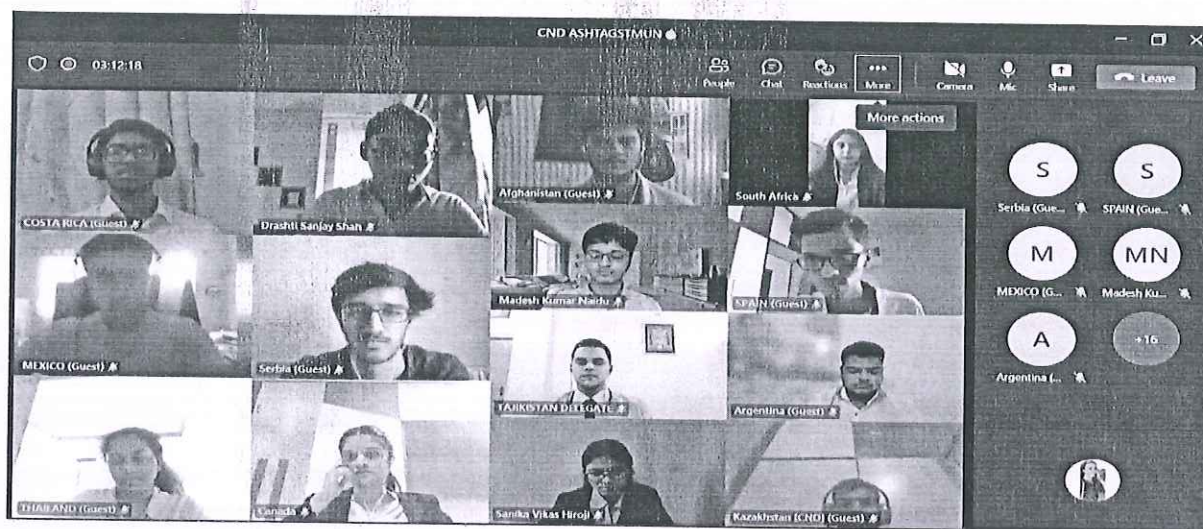 CND ASHTAGSTMUN
03:12:18
People Chat Reactions More Camera Mic Share Leave
More actions
COSTA RICA (Guest)
Drashti Sanjay Shah
Afghanistan (Guest)
South Africa
MEXICO (Guest)
Serbia (Guest)
Madesh Kumar Naidu
SPAIN (Guest)
TAJIKISTAN DELEGATE
Argentina (Guest)
THAILAND (Guest)
Canada
Sanika Vikas Hiroji
Kazakhstan [CND] (Guest)
S
S
Serbia (Gue...
SPAIN (Gue...
M
MN
MEXICO (G...
Madesh Ku...
A
+16
Argentina (...